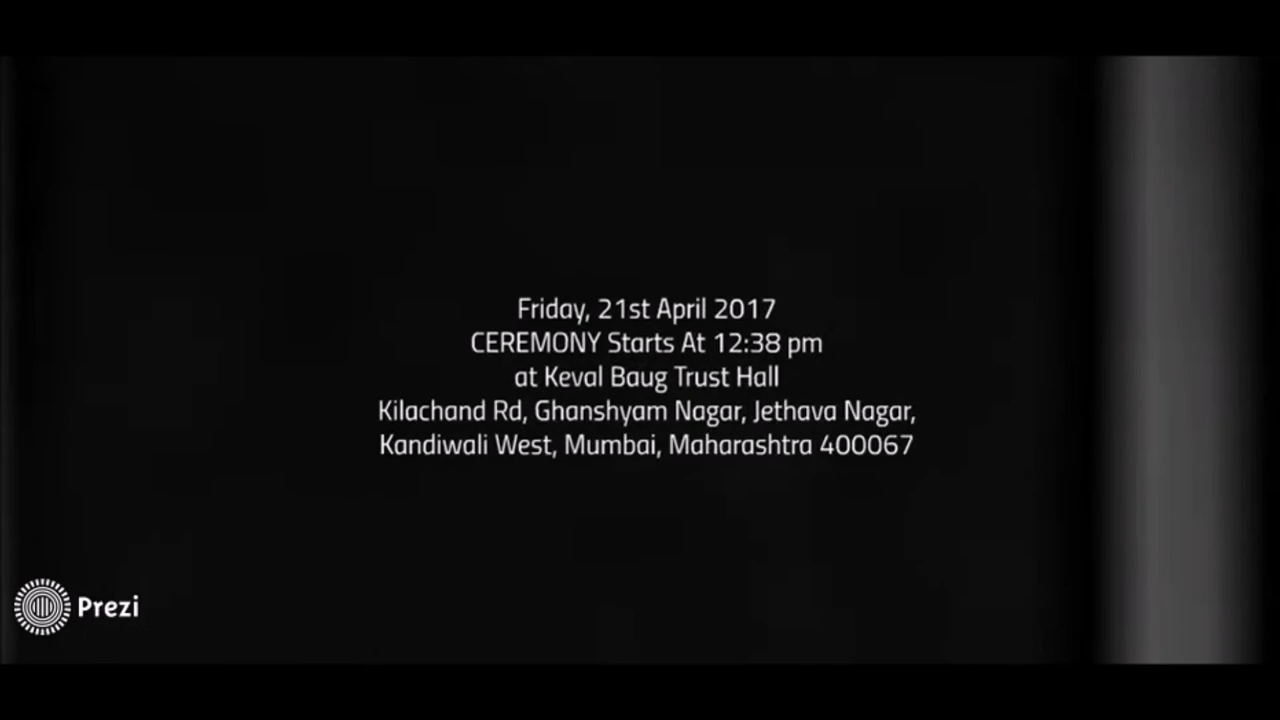 Friday, 21st April 2017
CEREMONY Starts At 12:38 pm
at Keval Baug Trust Hall
Kilachand Rd, Ghanshyam Nagar, Jethava Nagar,
Kandiwali West, Mumbai, Maharashtra 400067
Prezi